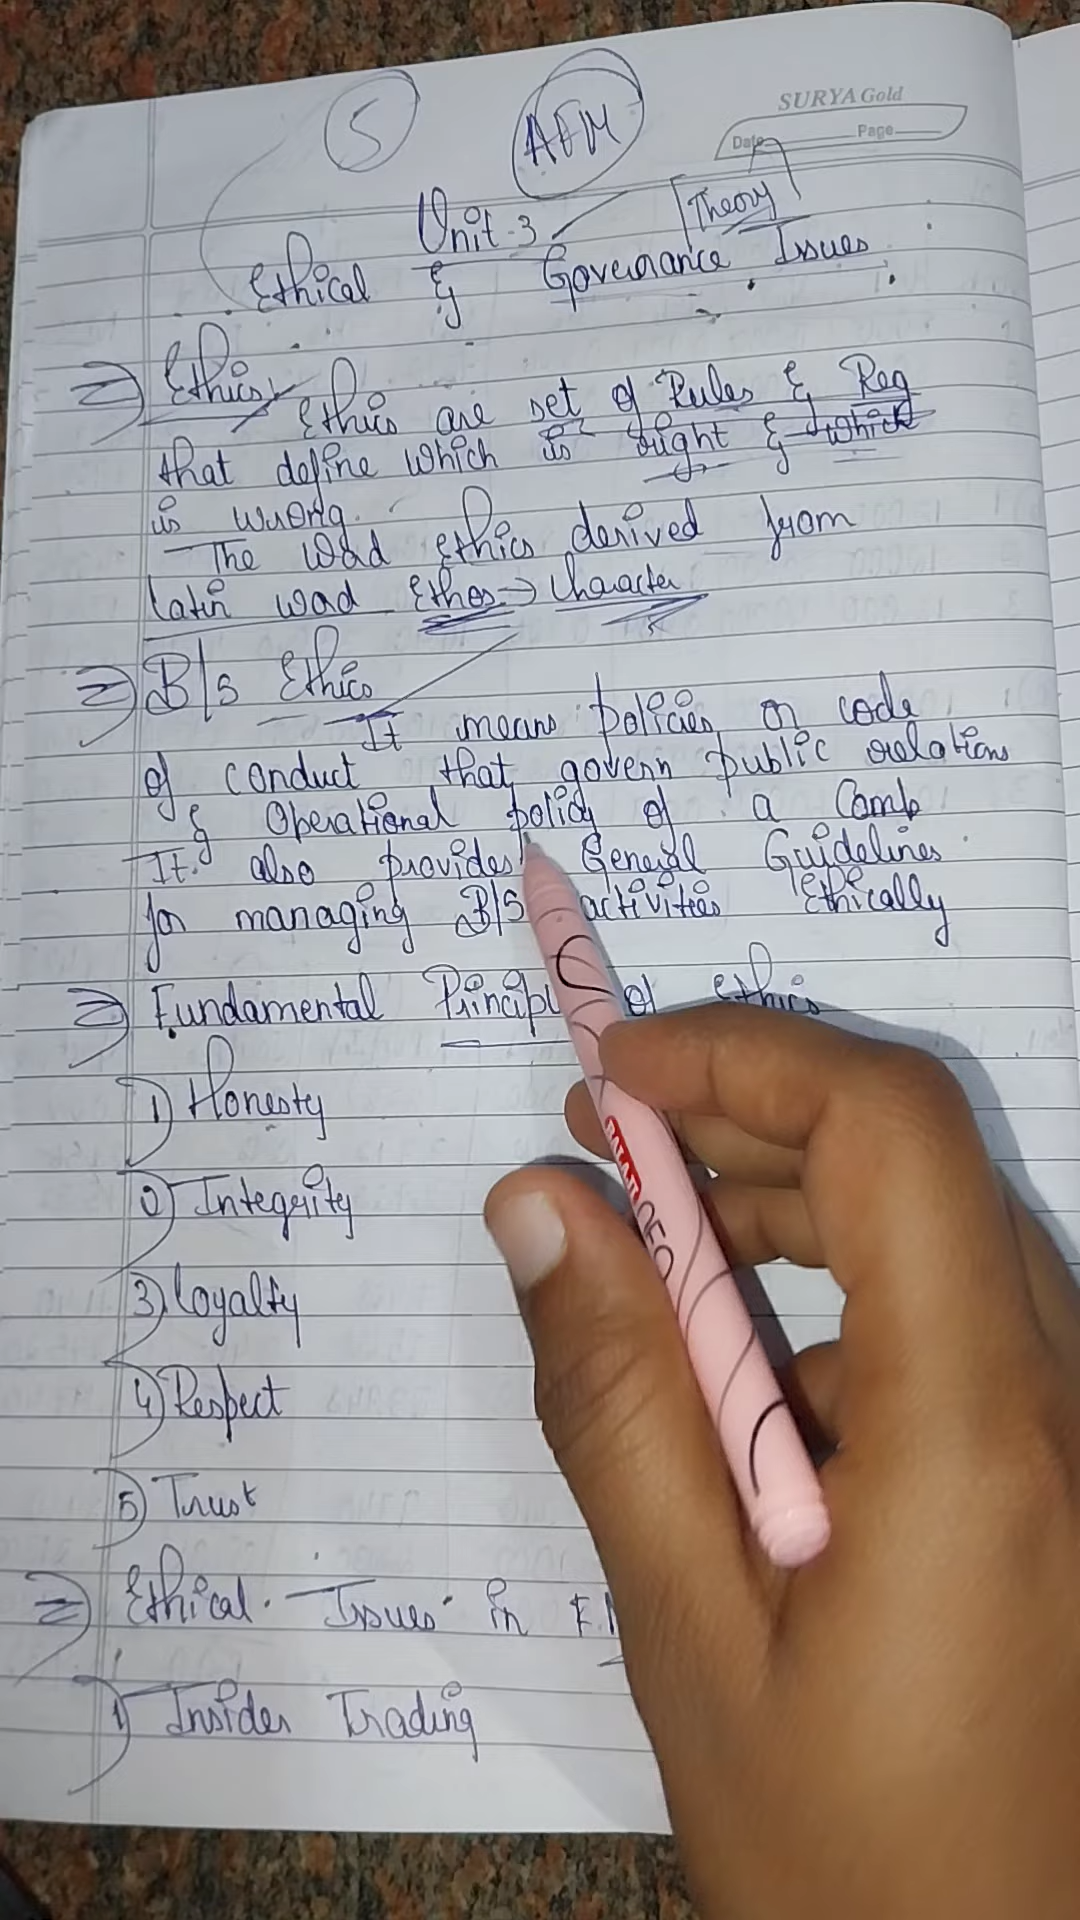 5
AFM
SURYA Gold
Date Page
Theory
Unit-3
Ethical & Governance Issues
Ethics
Ethics are set of Rules & Reg
that define which is right & which
is wrong.
The word ethics derived from
latin word Ethos → Character
B/s Ethics
It means policies or code
of conduct that govern public relations
& operational policy of a Comp
It also provides General Guidelines
for managing B/S activities Ethically
Fundamental of ethics
1) Honesty
2) Integrity
3) Loyalty
4) Respect
5) Trust
Ethical Issues in
1) Insider Trading